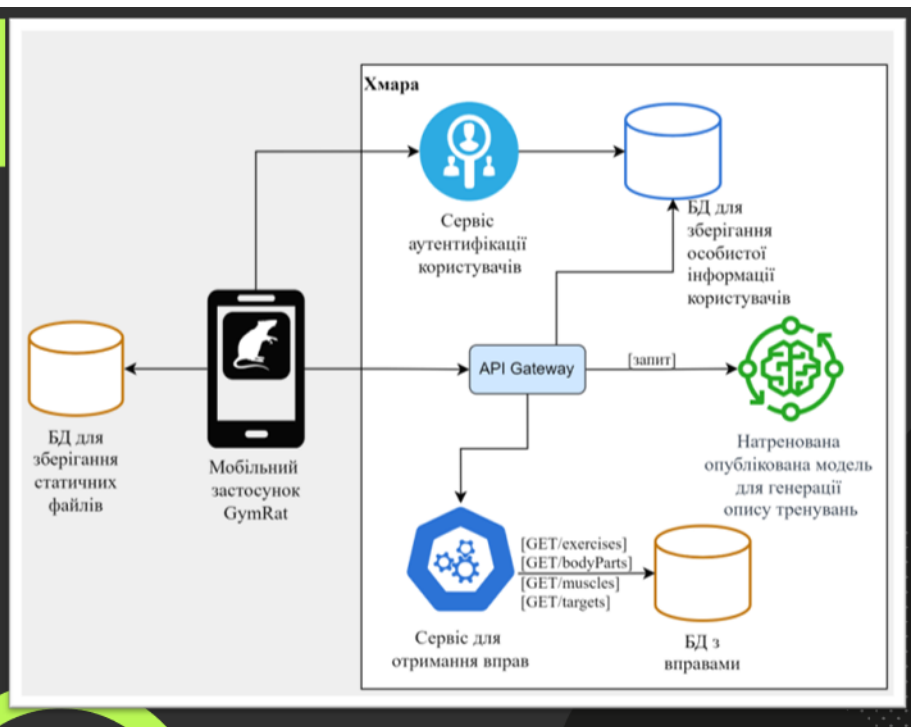 Хмара
Сервіс
аутентифікації
користувачів
БД для
зберігання
особистої
інформації
користувачів
API Gateway
[запит]
БД для
зберігання
статичних
файлів
Мобільний
застосунок
GymRat
Натренована
опублікована модель
для генерації
опису тренувань
[GET/exercises]
[GET/bodyParts]
[GET/muscles]
[GET/targets]
Сервіс для
отримання вправ
БД з
вправами